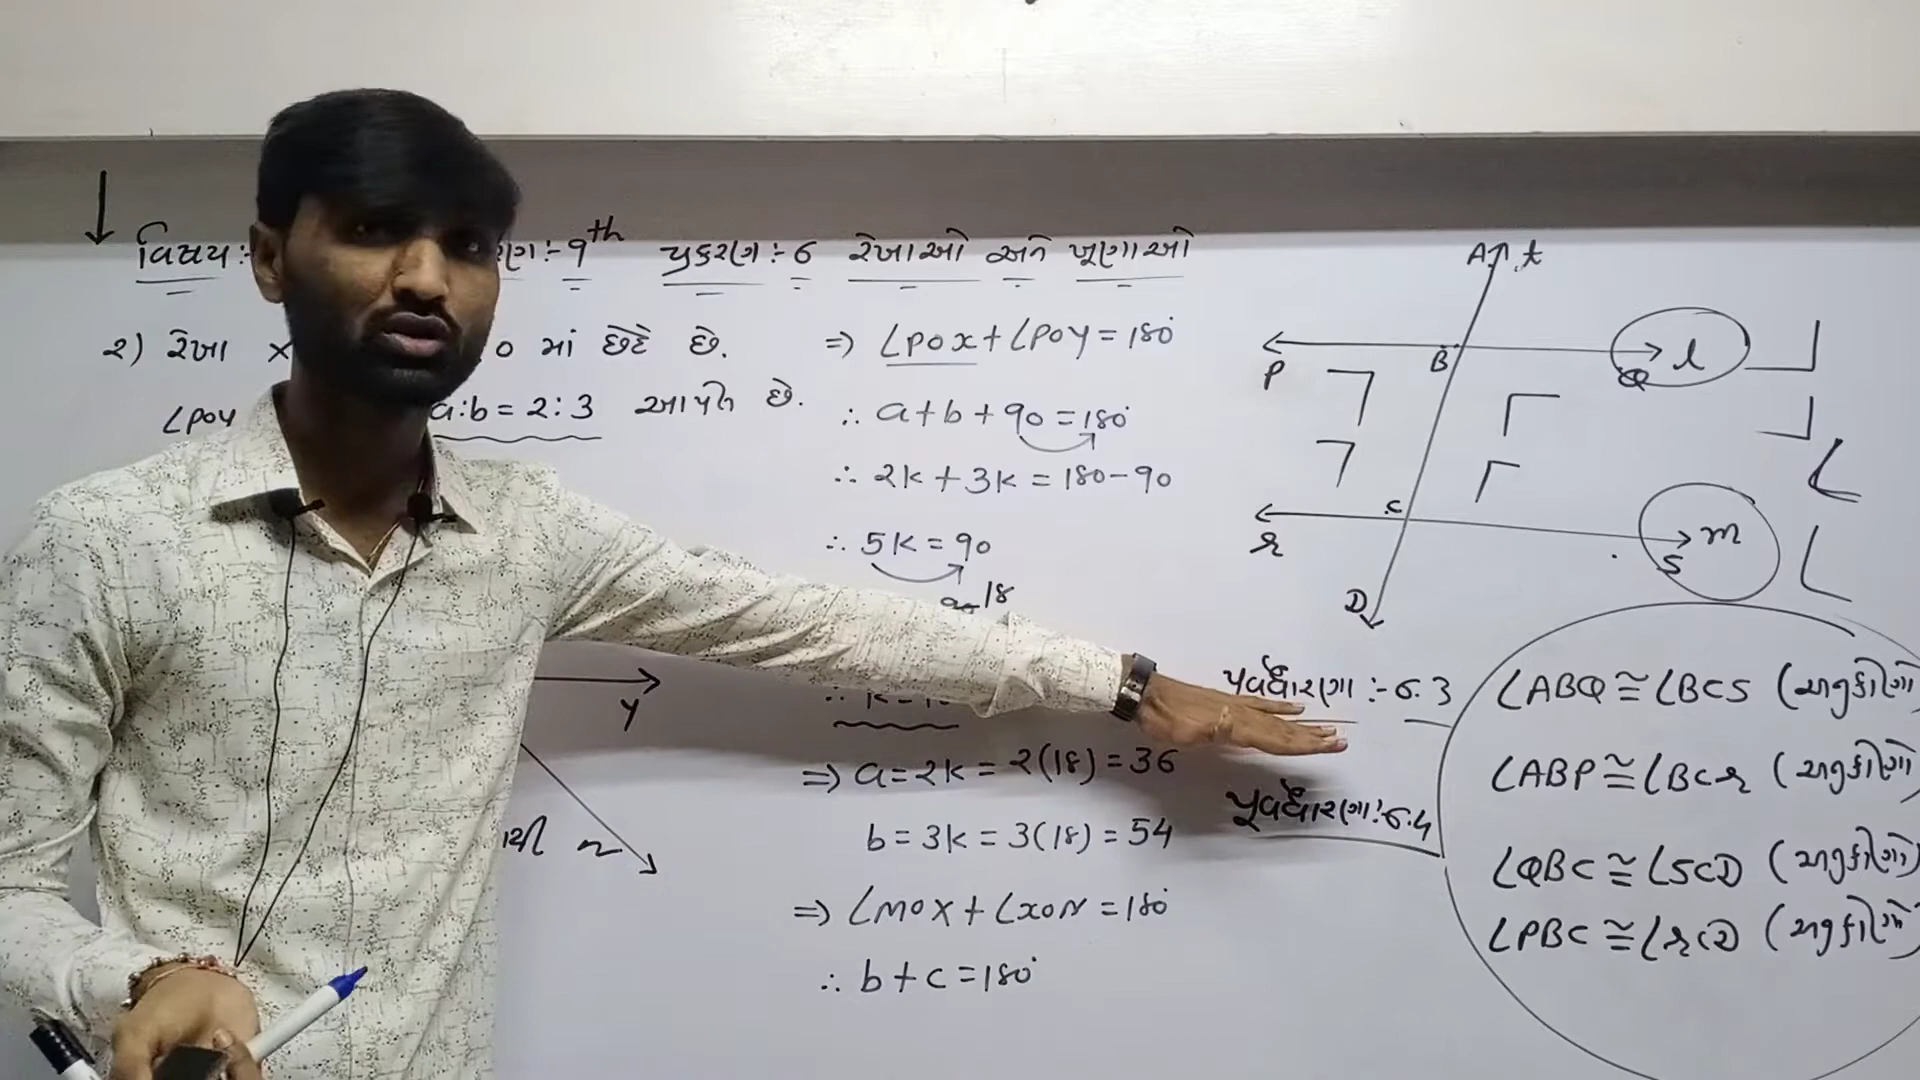 વિષય:- રણ:- 9th પ્રકરણ:- 6 રેખાઓ અને ખૂણાઓ
2) રેખા X O માં છેદે છે.
∠POY a:b = 2:3 આપેલ છે.
Y
થી n
⇒ ∠POX + ∠POY = 180°
∴ a + b + 90 = 180°
∴ 2K + 3K = 180 - 90
∴ 5K = 90
18
⇒ a = 2K = 2(18) = 36
b = 3K = 3(18) = 54
⇒ ∠MOX + ∠XON = 180°
∴ b + c = 180°
A t
P B Q l
R C S m
D
પૂર્વધારણા :- 6.3
પૂર્વધારણા:- 6.4
∠ABQ ≅ ∠BCS (અનુકોણો
∠ABP ≅ ∠BCR (અનુકોણો
∠QBC ≅ ∠SCD (અનુકોણો)
∠PBC ≅ ∠RCD (અનુકોણો